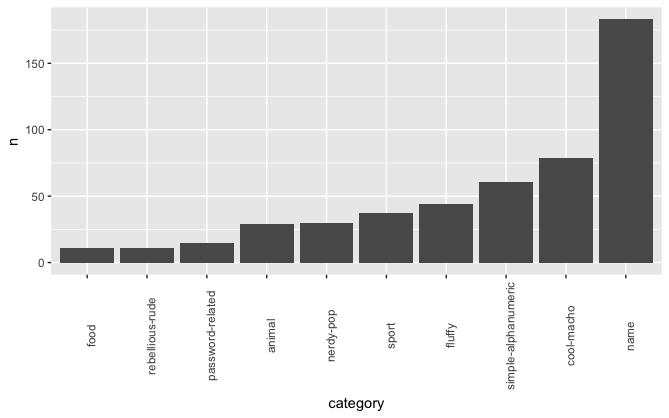 n
150
100
50
0
food
rebellious-rude
password-related
animal
nerdy-pop
sport
fluffy
simple-alphanumeric
cool-macho
name
category